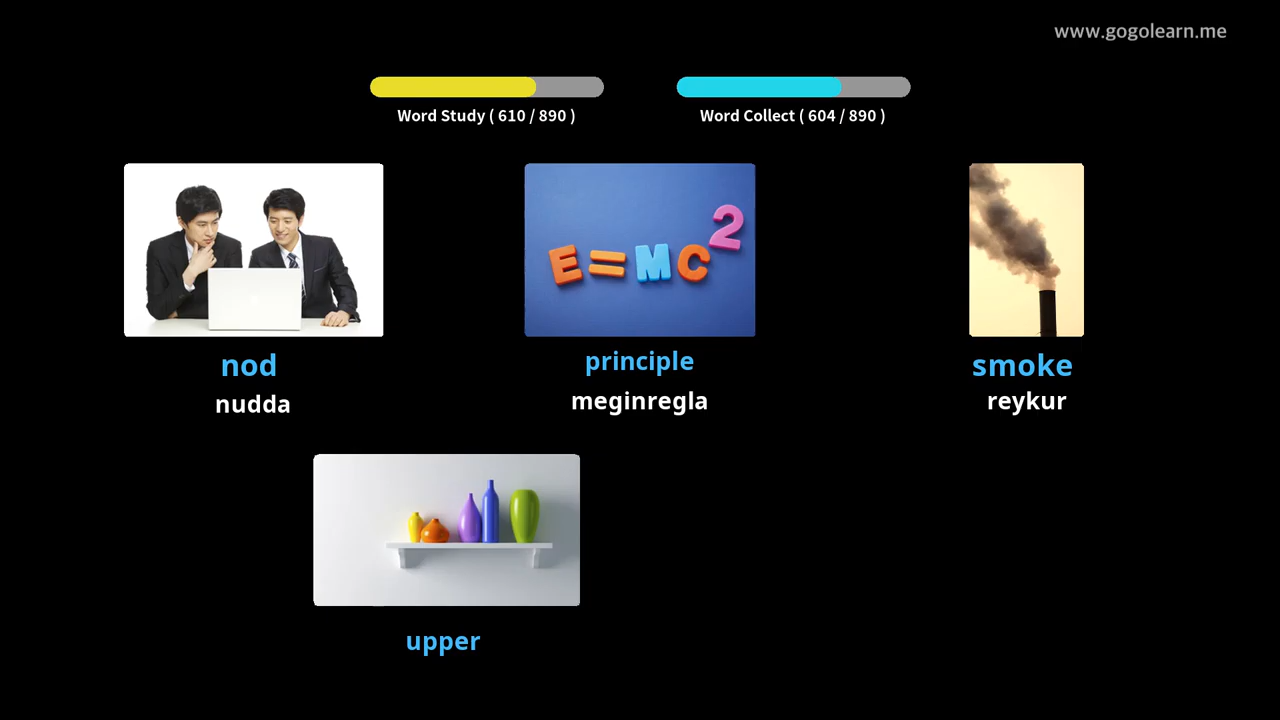 www.gogolearn.me
Word Study ( 610 / 890 )
Word Collect ( 604 / 890 )
E=MC2
nod
nudda
principle
meginregla
smoke
reykur
upper